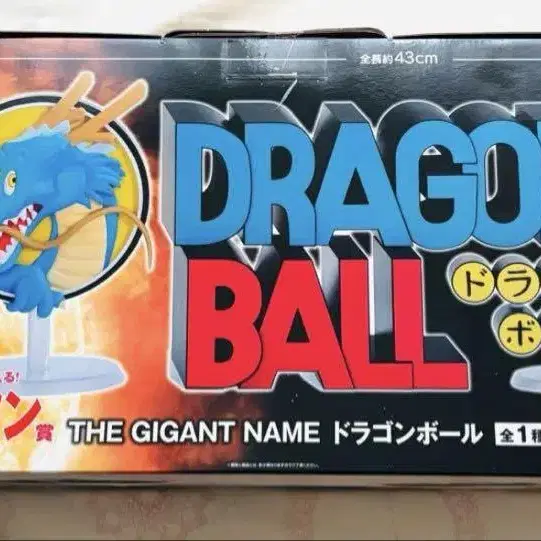 全長約43cm
DRAGO
BALL
ドラ
ボ
る!
ン賞
THE GIGANT NAME ドラゴンボール 全1種